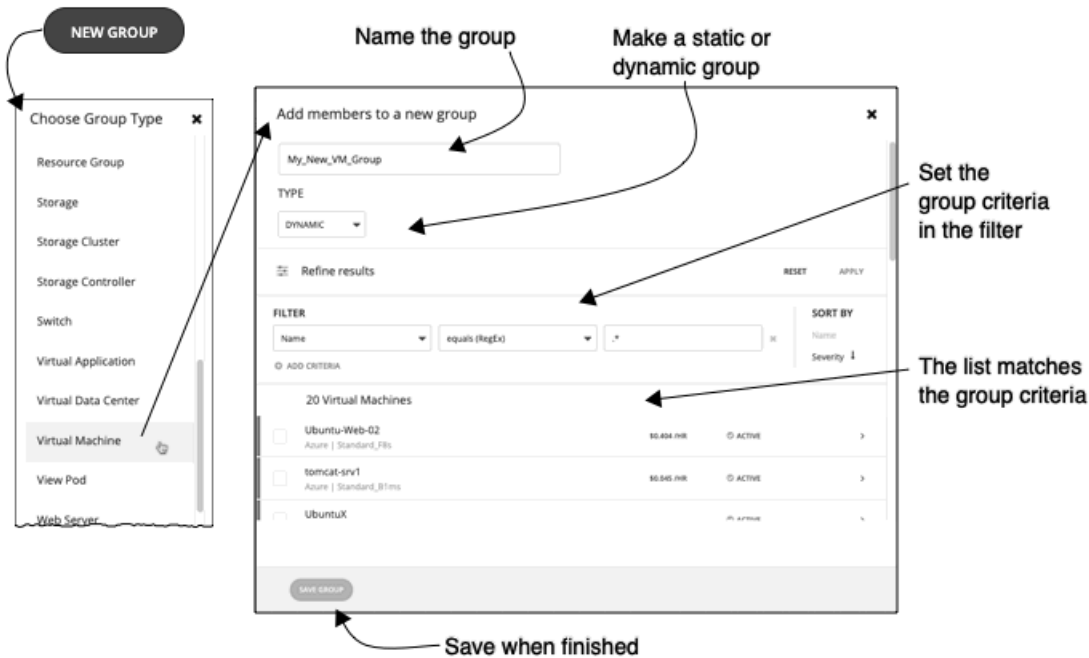 NEW GROUP
Name the group
Make a static or
dynamic group
Choose Group Type
Resource Group
Storage
Storage Cluster
Storage Controller
Switch
Virtual Application
Virtual Data Center
Virtual Machine
View Pod
Web Server
Add members to a new group
My_New_VM_Group
TYPE
DYNAMIC
Refine results
RESET APPLY
FILTER
Name equals (RegEx) .*
ADD CRITERIA
SORT BY
Name
Severity
20 Virtual Machines
Ubuntu-Web-02
Azure | Standard_F8s
$0.404 /HR ACTIVE
tomcat-srv1
Azure | Standard_B1ms
$0.045 /HR ACTIVE
UbuntuX
ACTIVE
SAVE GROUP
Set the
group criteria
in the filter
The list matches
the group criteria
Save when finished